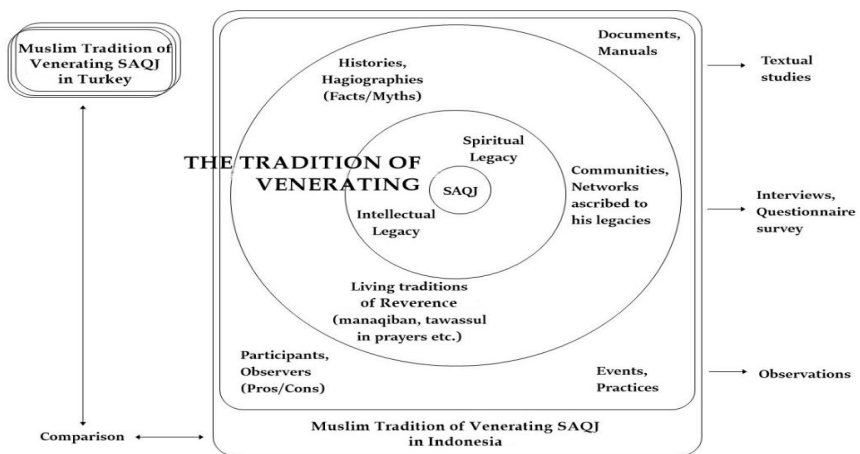 Muslim Tradition of
Venerating SAQJ
in Turkey
Documents,
Manuals
Textual
studies
Histories,
Hagiographies
(Facts/Myths)
Spiritual
Legacy
THE TRADITION OF
VENERATING
SAQJ
Communities,
Networks
ascribed to
his legacies
Interviews,
Questionnaire
survey
Intellectual
Legacy
Living traditions
of Reverence
(manaqiban, tawassul
in prayers etc.)
Participants,
Observers
(Pros/Cons)
Events,
Practices
Observations
Muslim Tradition of Venerating SAQJ
in Indonesia
Comparison